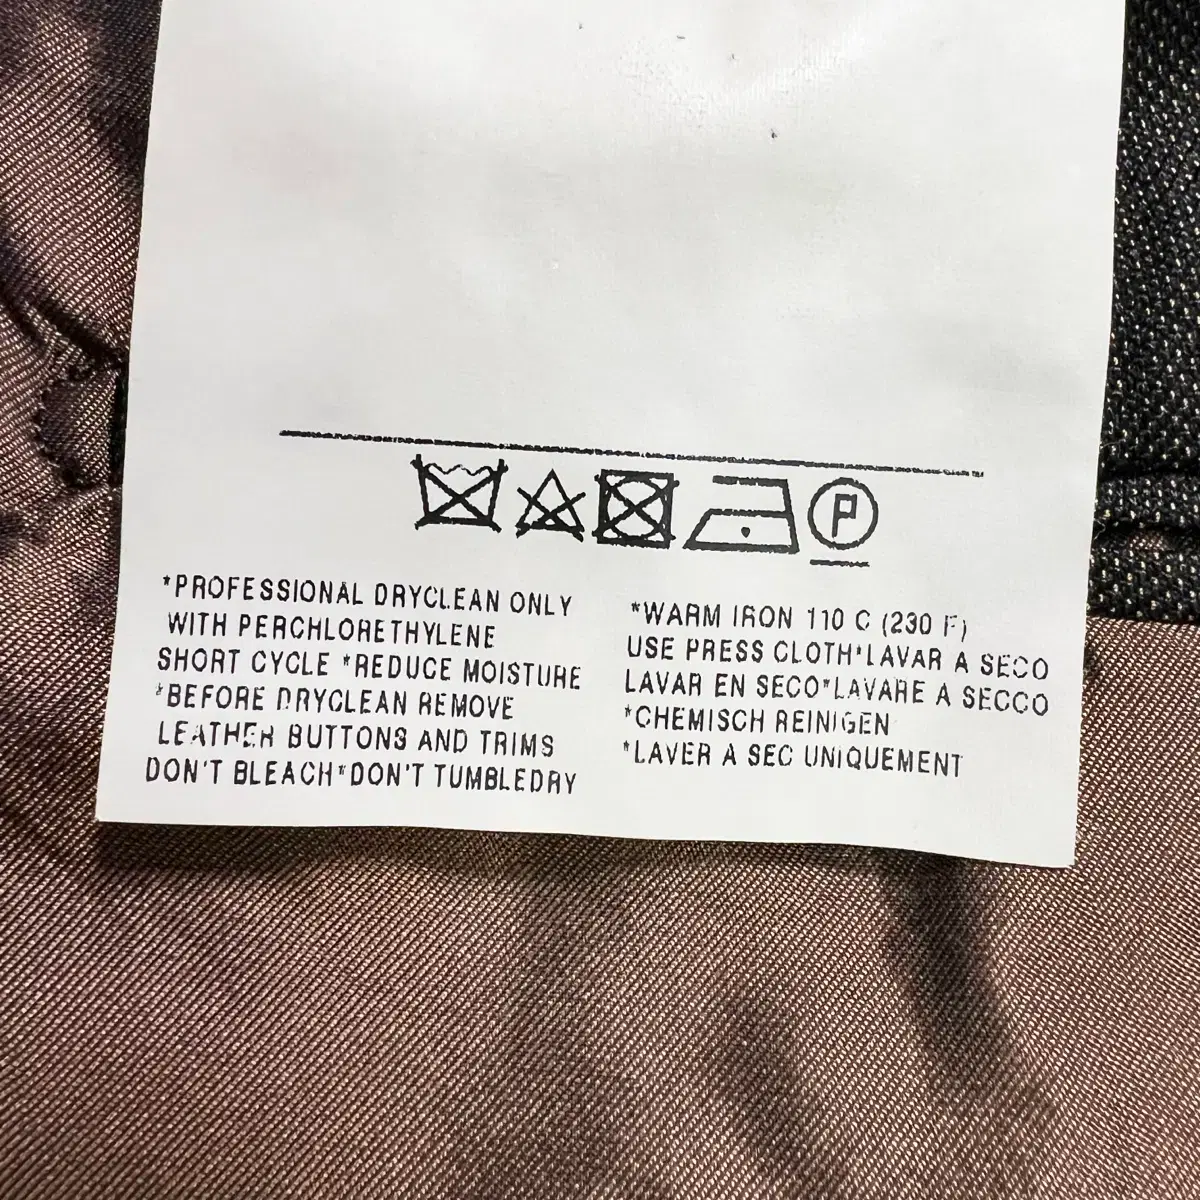 P
*PROFESSIONAL DRYCLEAN ONLY
WITH PERCHLORETHYLENE
SHORT CYCLE *REDUCE MOISTURE
*BEFORE DRYCLEAN REMOVE
LEATHER BUTTONS AND TRIMS
DON'T BLEACH*DON'T TUMBLEDRY
*WARM IRON 110 C (230 F)
USE PRESS CLOTH*LAVAR A SECO
LAVAR EN SECO*LAVARE A SECCO
*CHEMISCH REINIGEN
*LAVER A SEC UNIQUEMENT